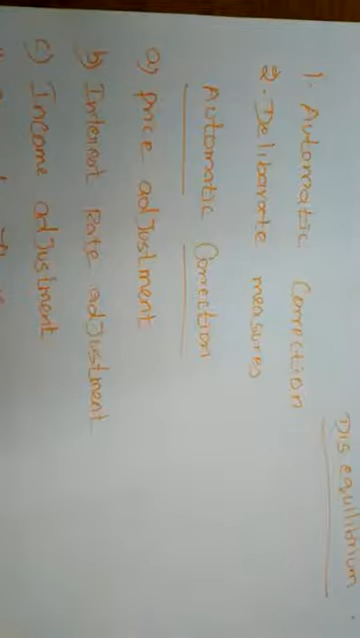 Dis equilibrium.
1. Automatic Correction
2. Deliberate measures
Automatic Correction
a) Price adjustment
b) Interest Rate adjustment
c) Income adjustment